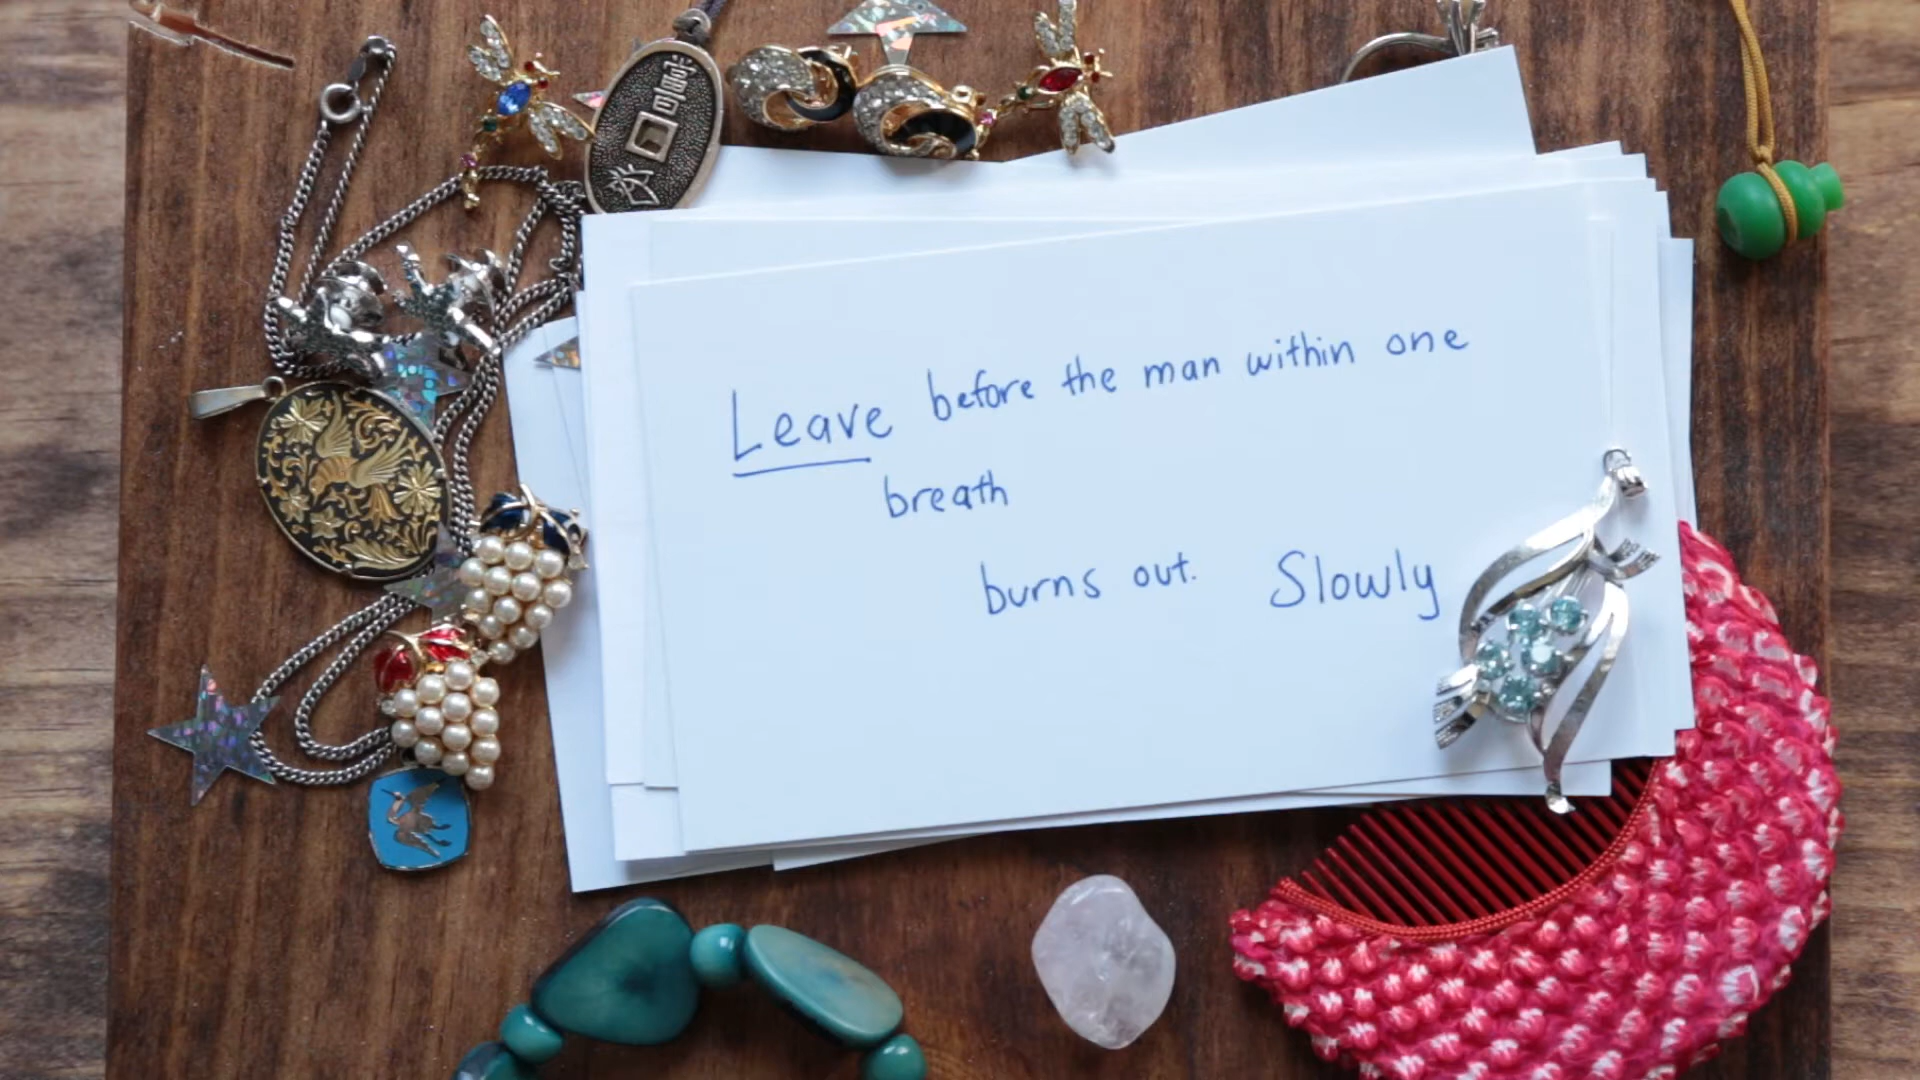 Leave before the man within one
breath
burns out. Slowly